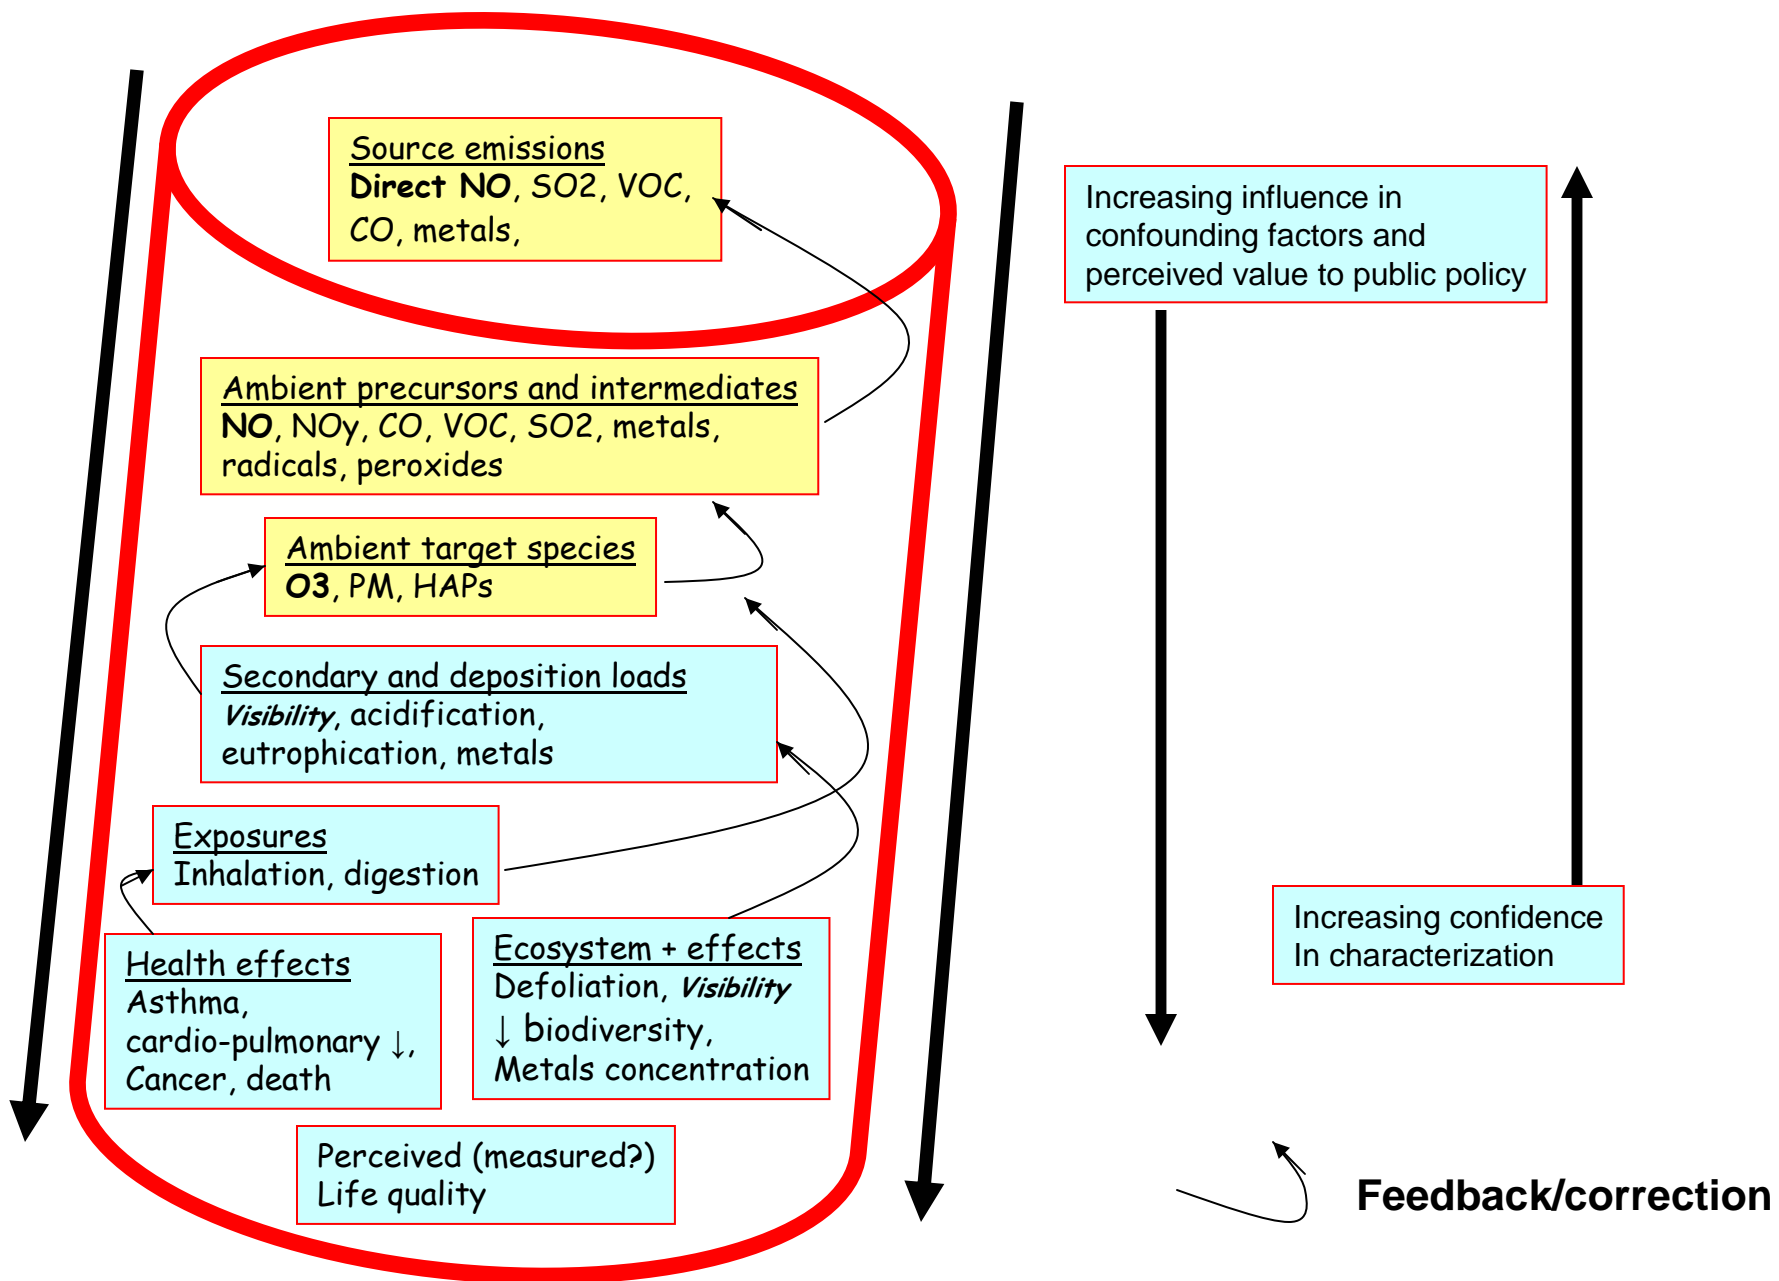 Source emissions
Direct NO, SO2, VOC,
CO, metals,
Ambient precursors and intermediates
NO, NOy, CO, VOC, SO2, metals,
radicals, peroxides
Ambient target species
O3, PM, HAPs
Secondary and deposition loads
Visibility, acidification,
eutrophication, metals
Exposures
Inhalation, digestion
Health effects
Asthma,
cardio-pulmonary ↓,
Cancer, death
Ecosystem + effects
Defoliation, Visibility
↓ biodiversity,
Metals concentration
Perceived (measured?)
Life quality
Increasing influence in
confounding factors and
perceived value to public policy
Increasing confidence
In characterization
Feedback/correction